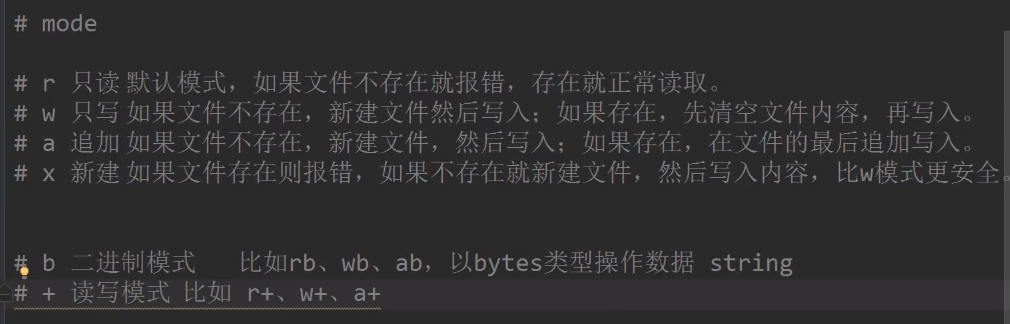 # mode
# r 只读 默认模式，如果文件不存在就报错，存在就正常读取。
# w 只写 如果文件不存在，新建文件然后写入；如果存在，先清空文件内容，再写入。
# a 追加 如果文件不存在，新建文件，然后写入；如果存在，在文件的最后追加写入。
# x 新建 如果文件存在则报错，如果不存在就新建文件，然后写入内容，比w模式更安全。
# b 二进制模式 比如rb、wb、ab，以bytes类型操作数据 string
# + 读写模式 比如 r+、w+、a+